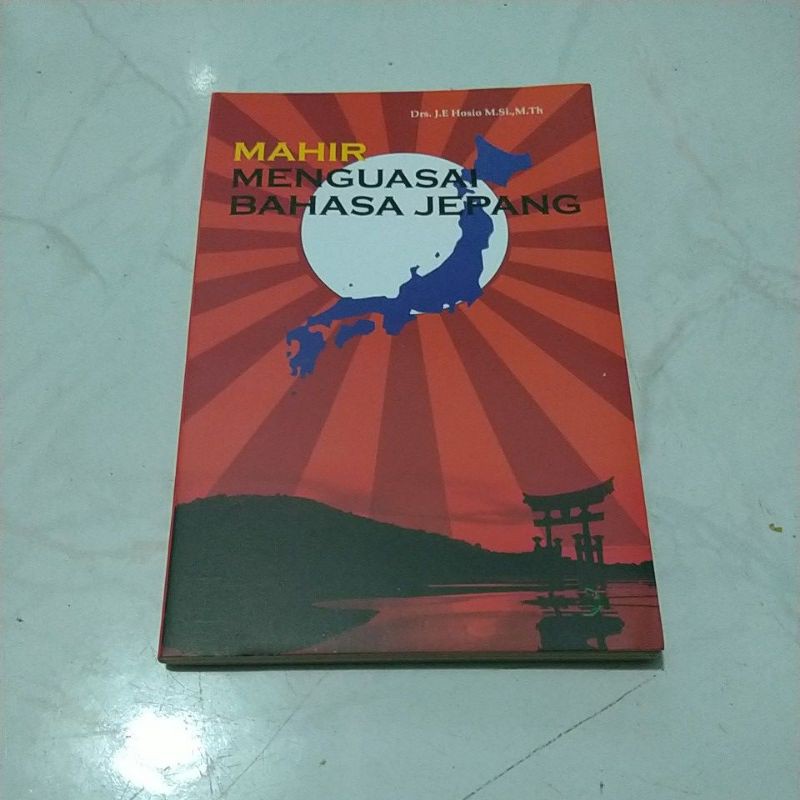 Drs. J.E Hosio M.Si.,M.Th
MAHIR
MENGUASAI
BAHASA JEPANG